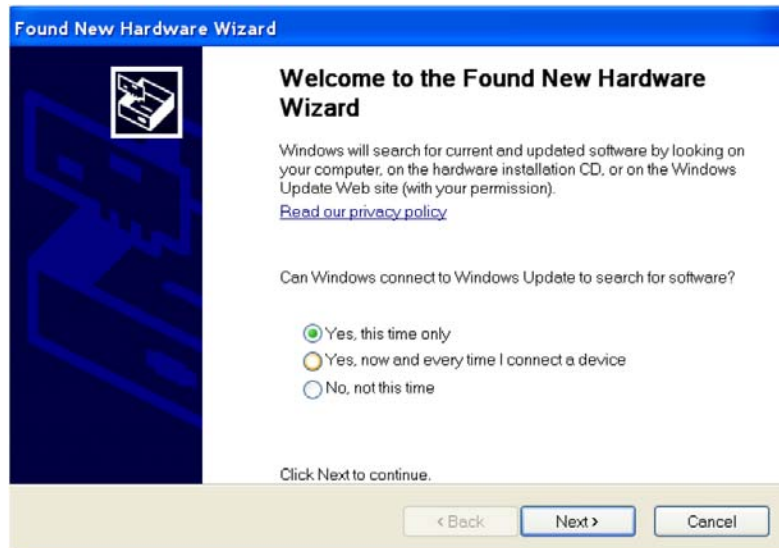 Found New Hardware Wizard
Welcome to the Found New Hardware
Wizard
Windows will search for current and updated software by looking on
your computer, on the hardware installation CD, or on the Windows
Update Web site (with your permission).
Read our privacy policy
Can Windows connect to Windows Update to search for software?
Yes, this time only
Yes, now and every time I connect a device
No, not this time
Click Next to continue.
< Back
Next >
Cancel